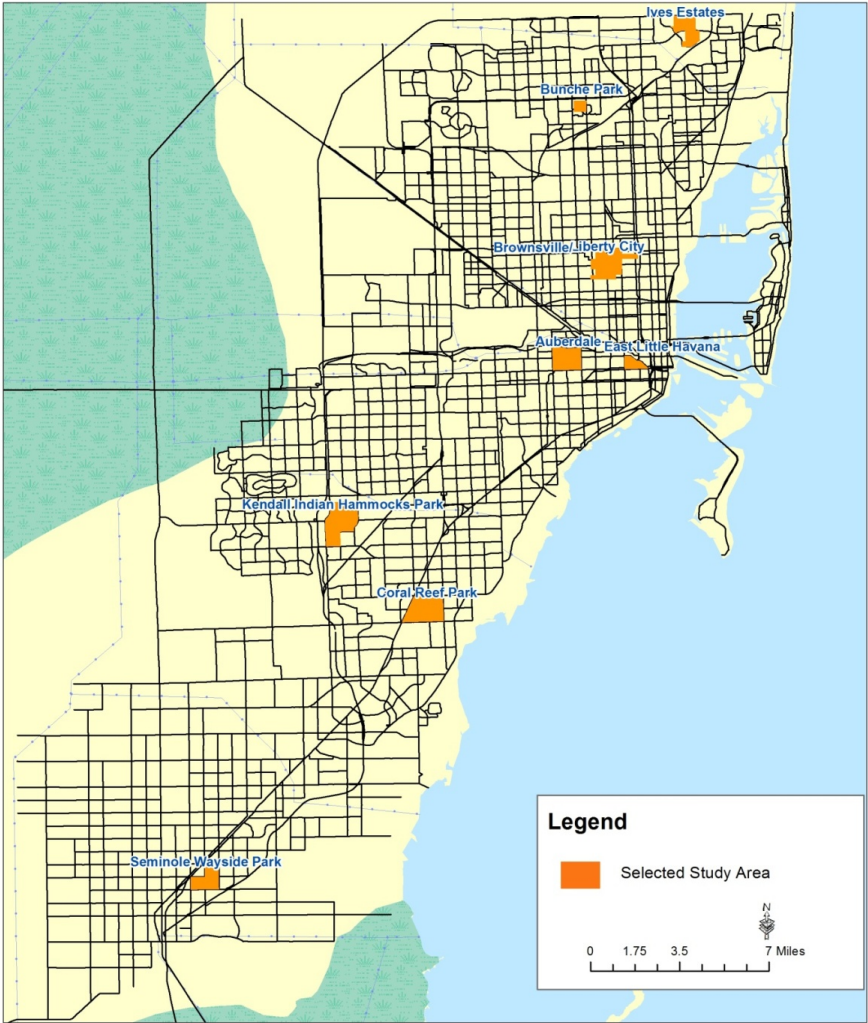 Ives Estates
Bunche Park
Brownsville/Liberty City
Auberdale
East Little Havana
Kendall Indian Hammocks Park
Coral Reef Park
Seminole Wayside Park
Legend
Selected Study Area
N
0 1.75 3.5 7 Miles